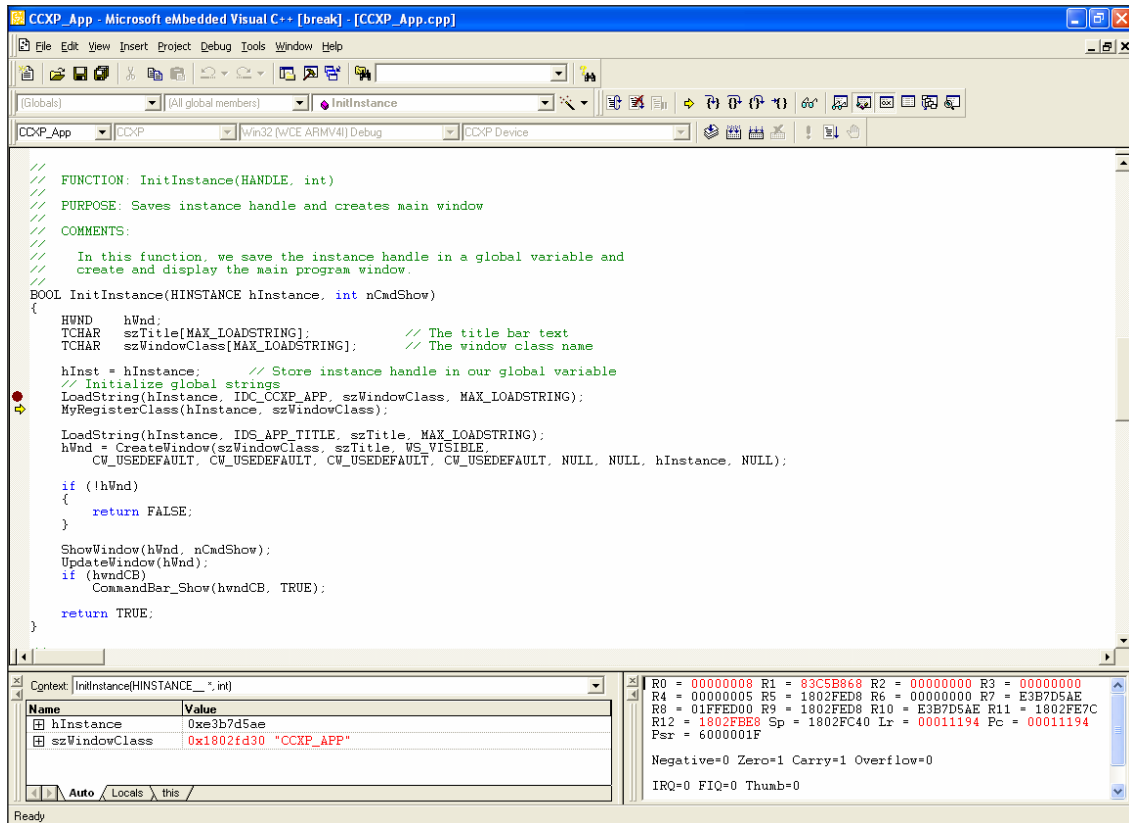 CCXP_App - Microsoft eMbedded Visual C++ [break] - [CCXP_App.cpp]
File Edit View Insert Project Debug Tools Window Help
(Globals) (All global members) InitInstance
CCXP_App CCXP Win32 (WCE ARMV4I) Debug CCXP Device
//
// FUNCTION: InitInstance(HANDLE, int)
//
// PURPOSE: Saves instance handle and creates main window
//
// COMMENTS:
//
// In this function, we save the instance handle in a global variable and
// create and display the main program window.
//
BOOL InitInstance(HINSTANCE hInstance, int nCmdShow)
{
HWND hWnd;
TCHAR szTitle[MAX_LOADSTRING]; // The title bar text
TCHAR szWindowClass[MAX_LOADSTRING]; // The window class name
hInst = hInstance; // Store instance handle in our global variable
// Initialize global strings
LoadString(hInstance, IDC_CCXP_APP, szWindowClass, MAX_LOADSTRING);
MyRegisterClass(hInstance, szWindowClass);
LoadString(hInstance, IDS_APP_TITLE, szTitle, MAX_LOADSTRING);
hWnd = CreateWindow(szWindowClass, szTitle, WS_VISIBLE,
CW_USEDEFAULT, CW_USEDEFAULT, CW_USEDEFAULT, CW_USEDEFAULT, NULL, NULL, hInstance, NULL);
if (!hWnd)
{
return FALSE;
}
ShowWindow(hWnd, nCmdShow);
UpdateWindow(hWnd);
if (hwndCB)
CommandBar_Show(hwndCB, TRUE);
return TRUE;
}
Context: InitInstance(HINSTANCE__ *, int)
Name Value
hInstance 0xe3b7d5ae
szWindowClass 0x1802fd30 "CCXP_APP"
Auto Locals this
R0 = 00000008 R1 = 83C5B868 R2 = 00000000 R3 = 00000000
R4 = 00000005 R5 = 1802FED8 R6 = 00000000 R7 = E3B7D5AE
R8 = 01FFED00 R9 = 1802FED8 R10 = E3B7D5AE R11 = 1802FE7C
R12 = 1802FBE8 Sp = 1802FC40 Lr = 00011194 Pc = 00011194
Psr = 6000001F
Negative=0 Zero=1 Carry=1 Overflow=0
IRQ=0 FIQ=0 Thumb=0
Ready